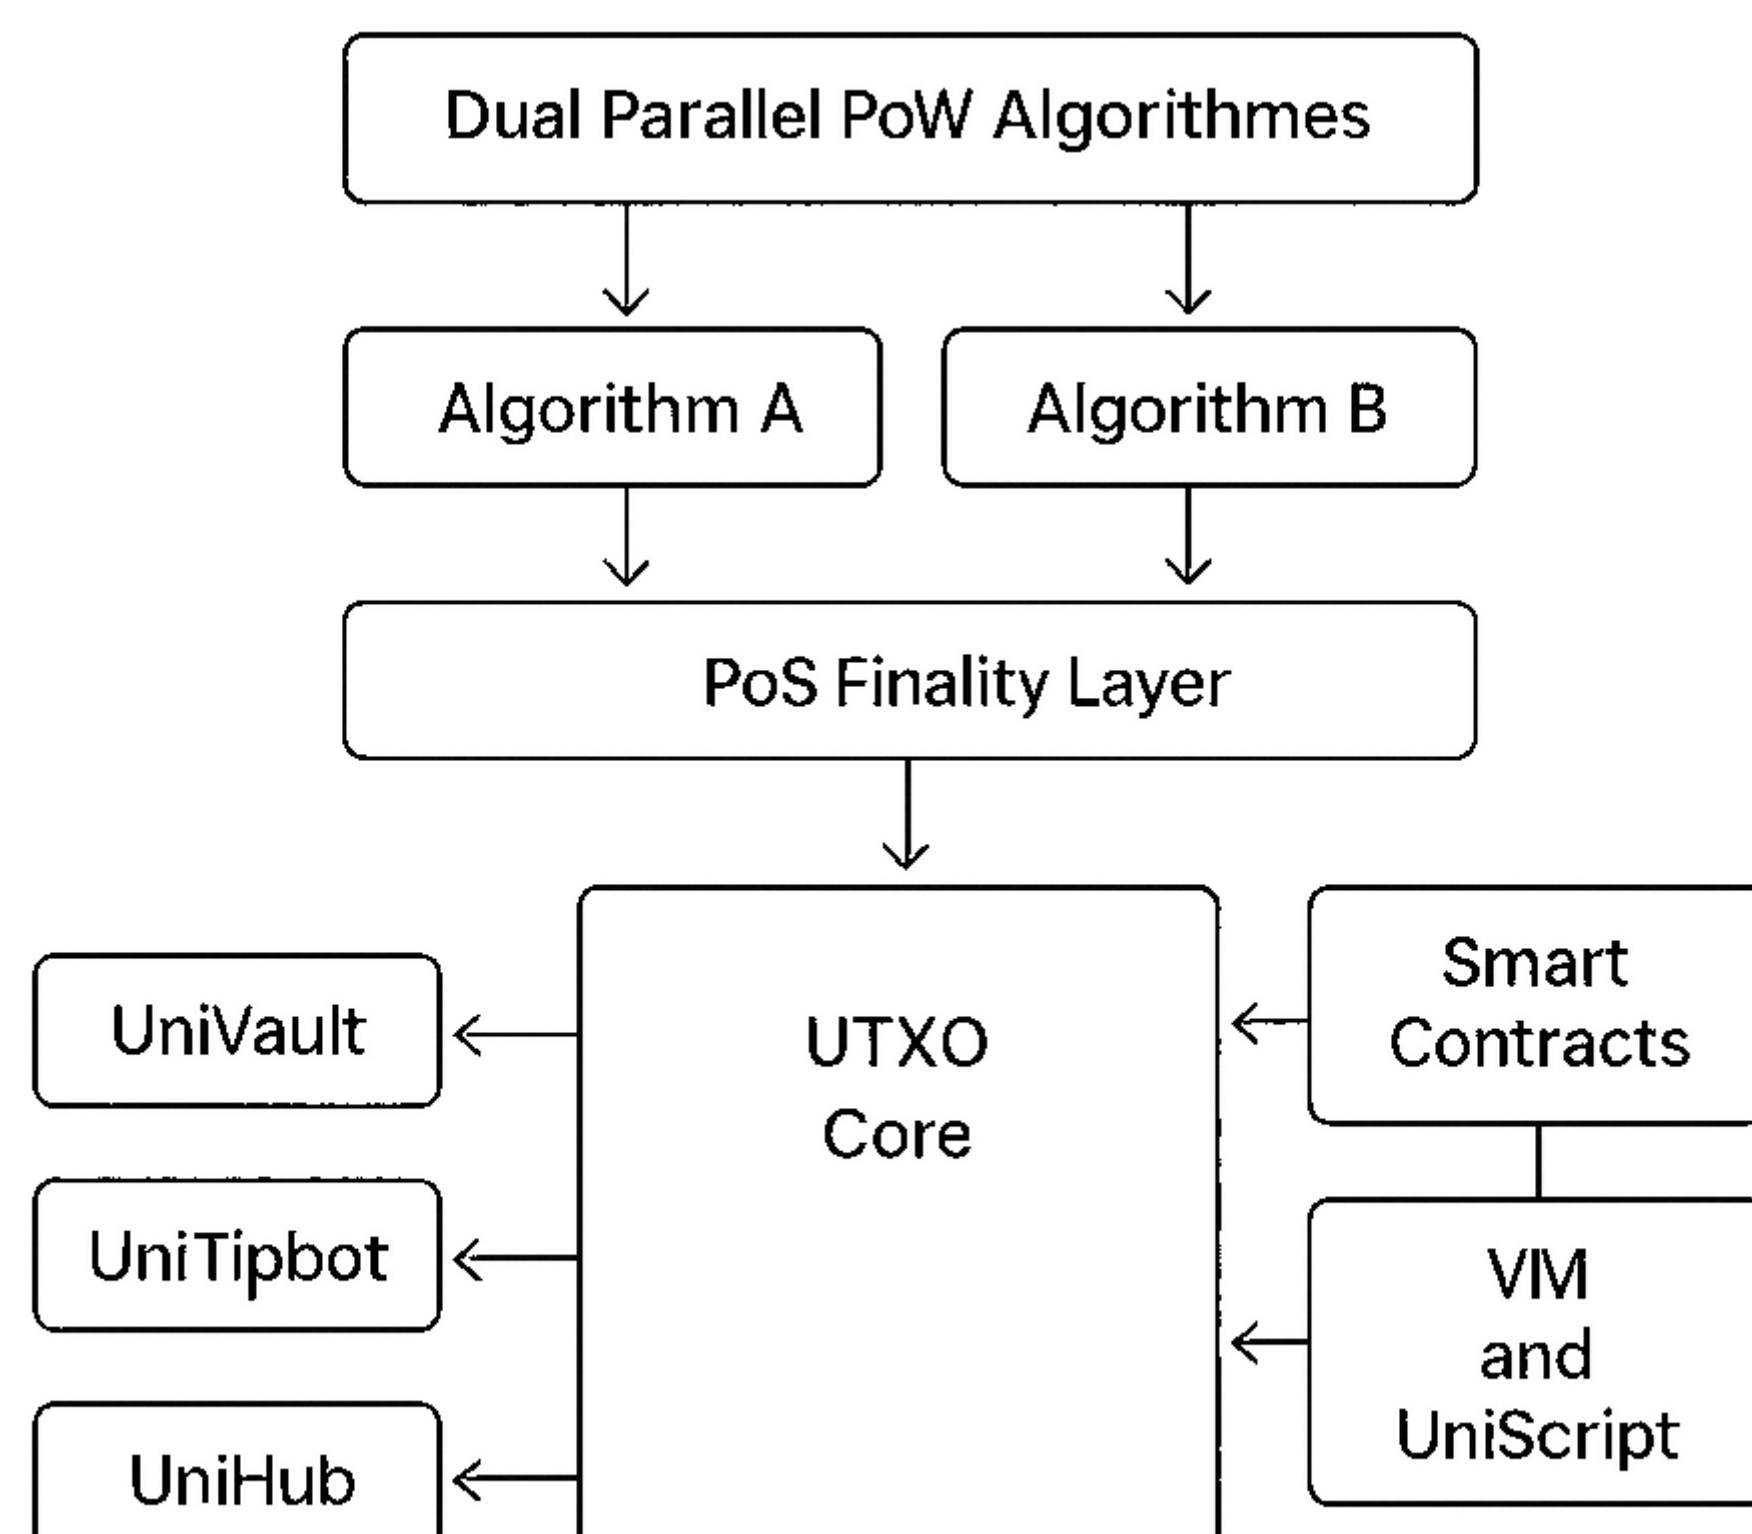 Dual Parallel PoW Algorithmes
Algorithm A
Algorithm B
PoS Finality Layer
UTXO
Core
UniVault
UniTipbot
UniHub
Smart
Contracts
VM
and
UniScript